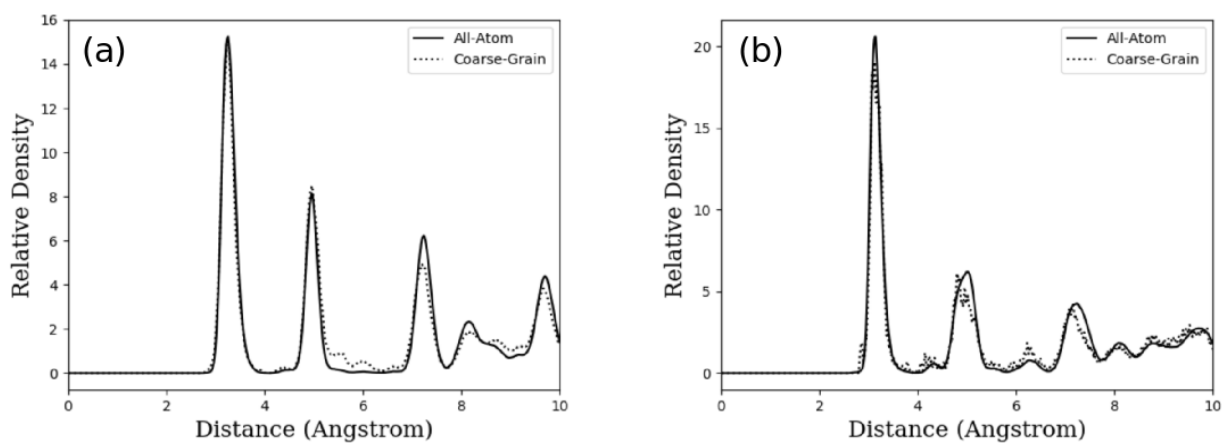 (a)
All-Atom
Coarse-Grain
16
14
12
10
8
6
4
2
0
Relative Density
0 2 4 6 8 10
Distance (Angstrom)
(b)
All-Atom
Coarse-Grain
20
15
10
5
0
Relative Density
0 2 4 6 8 10
Distance (Angstrom)